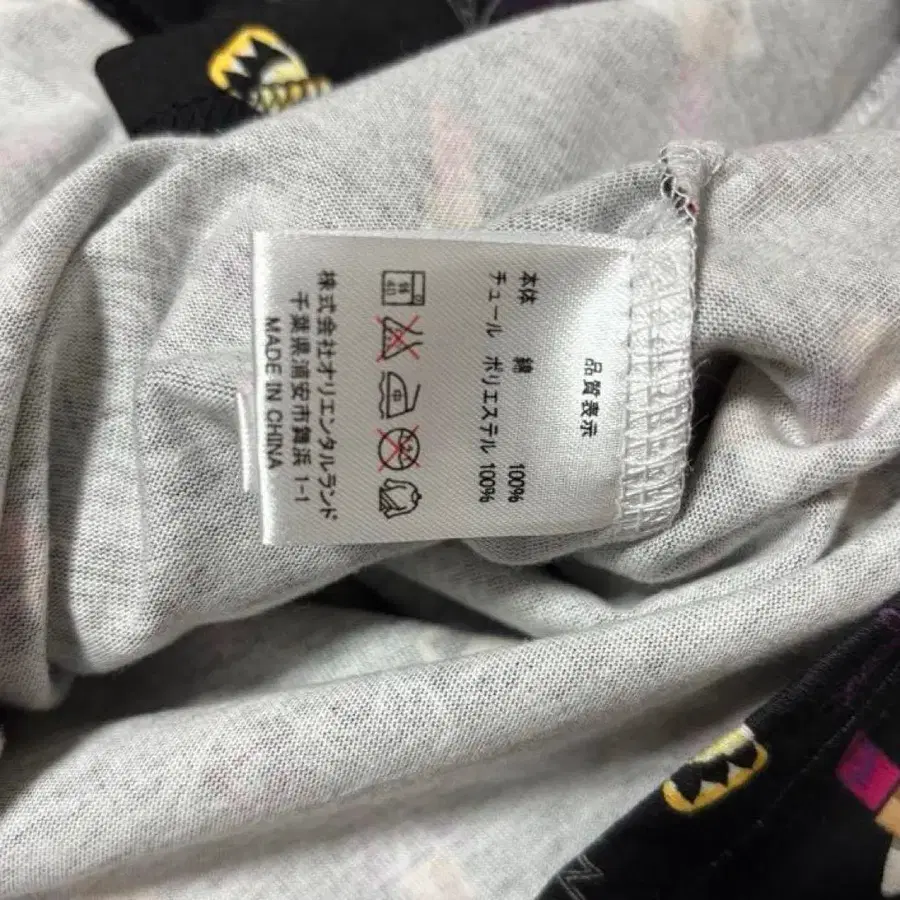 品質表示
本体 綿 100%
チュール ポリエステル 100%
株式会社オリエンタルランド
千葉県浦安市舞浜 1-1
MADE IN CHINA